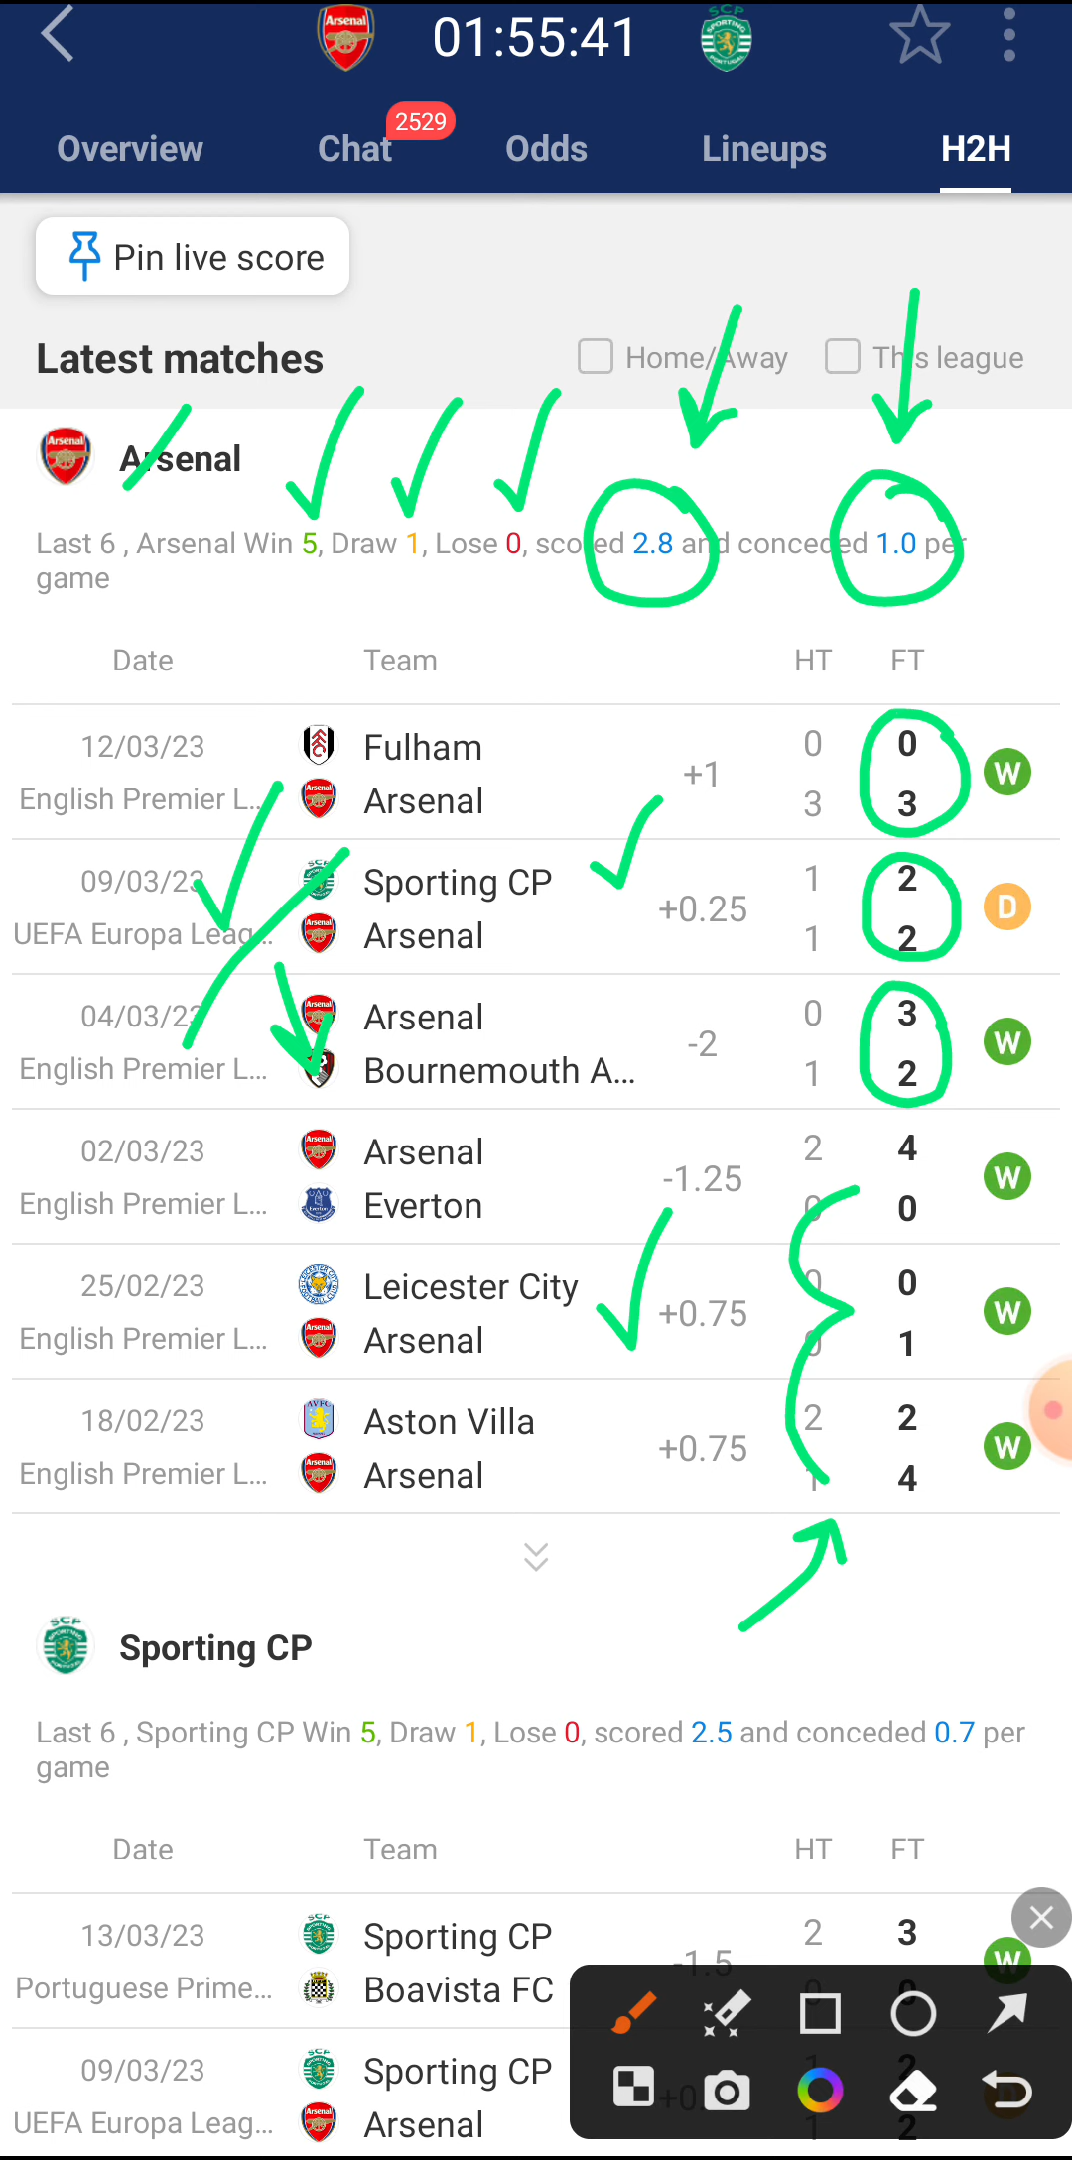 01:55:41
Overview Chat 2529 Odds Lineups H2H
Pin live score
Latest matches Home/Away This league
Arsenal
Last 6 , Arsenal Win 5, Draw 1, Lose 0, scored 2.8 and conceded 1.0 per
game
Date Team HT FT
12/03/23 Fulham 0 0
+1 W
English Premier L... Arsenal 3 3
09/03/23 Sporting CP 1 2
+0.25 D
UEFA Europa Leag... Arsenal 1 2
04/03/23 Arsenal 0 3
-2 W
English Premier L... Bournemouth A... 1 2
02/03/23 Arsenal 2 4
-1.25 W
English Premier L... Everton 0 0
25/02/23 Leicester City 0 0
+0.75 W
English Premier L... Arsenal 0 1
18/02/23 Aston Villa 2 2
+0.75 W
English Premier L... Arsenal 1 4
Sporting CP
Last 6 , Sporting CP Win 5, Draw 1, Lose 0, scored 2.5 and conceded 0.7 per
game
Date Team HT FT
13/03/23 Sporting CP 2 3
-1.5 W
Portuguese Prime... Boavista FC 0 0
09/03/23 Sporting CP 1 2
UEFA Europa Leag... Arsenal 1 2